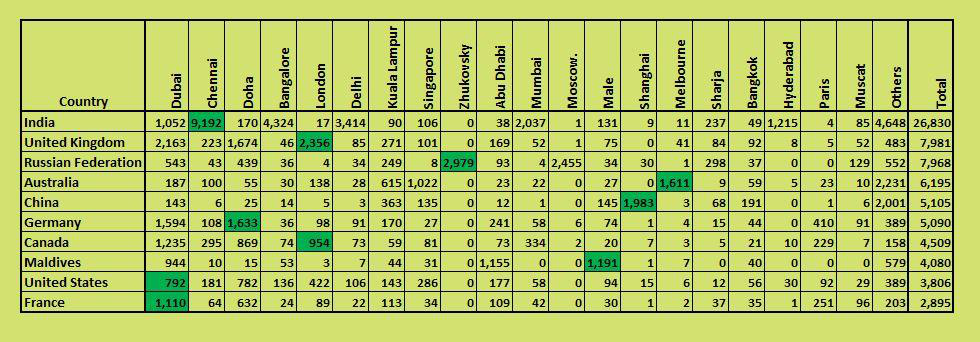 Country Dubai Chennai Doha Bangalore London Delhi Kuala Lampur Singapore Zhukovsky Abu Dhabi Mumbai Moscow. Male Shanghai Melbourne Sharja Bangkok Hyderabad Paris Muscat Others Total
India 1,052 9,192 170 4,324 17 3,414 90 106 0 38 2,037 1 131 9 11 237 49 1,215 4 85 4,648 26,830
United Kingdom 2,163 223 1,674 46 2,356 85 271 101 0 169 52 1 75 0 41 84 92 8 5 52 483 7,981
Russian Federation 543 43 439 36 4 34 249 8 2,979 93 4 2,455 34 30 1 298 37 0 0 129 552 7,968
Australia 187 100 55 30 138 28 615 1,022 0 23 22 0 27 0 1,611 9 59 5 23 10 2,231 6,195
China 143 6 25 14 5 3 363 135 0 12 1 0 145 1,983 3 68 191 0 1 6 2,001 5,105
Germany 1,594 108 1,633 36 98 91 170 27 0 241 58 6 74 1 4 15 44 0 410 91 389 5,090
Canada 1,235 295 869 74 954 73 59 81 0 73 334 2 20 7 3 5 21 10 229 7 158 4,509
Maldives 944 10 15 53 3 7 44 31 0 1,155 0 0 1,191 1 7 0 40 0 0 0 579 4,080
United States 792 181 782 136 422 106 143 286 0 177 58 0 94 15 6 12 56 30 92 29 389 3,806
France 1,110 64 632 24 89 22 113 34 0 109 42 0 30 1 2 37 35 1 251 96 203 2,895